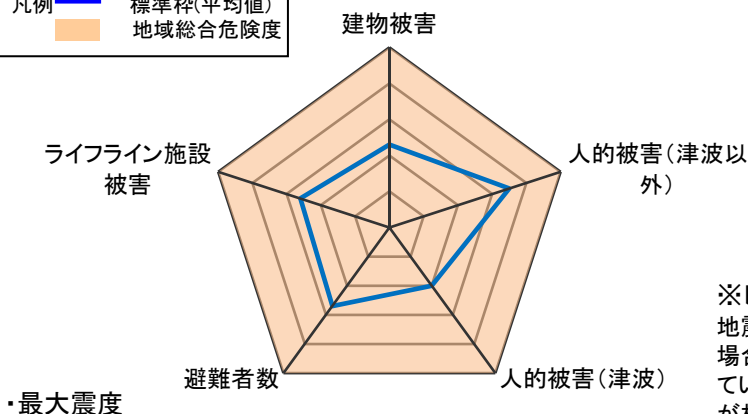 凡例 標準枠(平均値)
地域総合危険度
建物被害
ライフライン施設
被害
人的被害(津波以
外)
避難者数
人的被害(津波)
・最大震度
地震
場合
てい